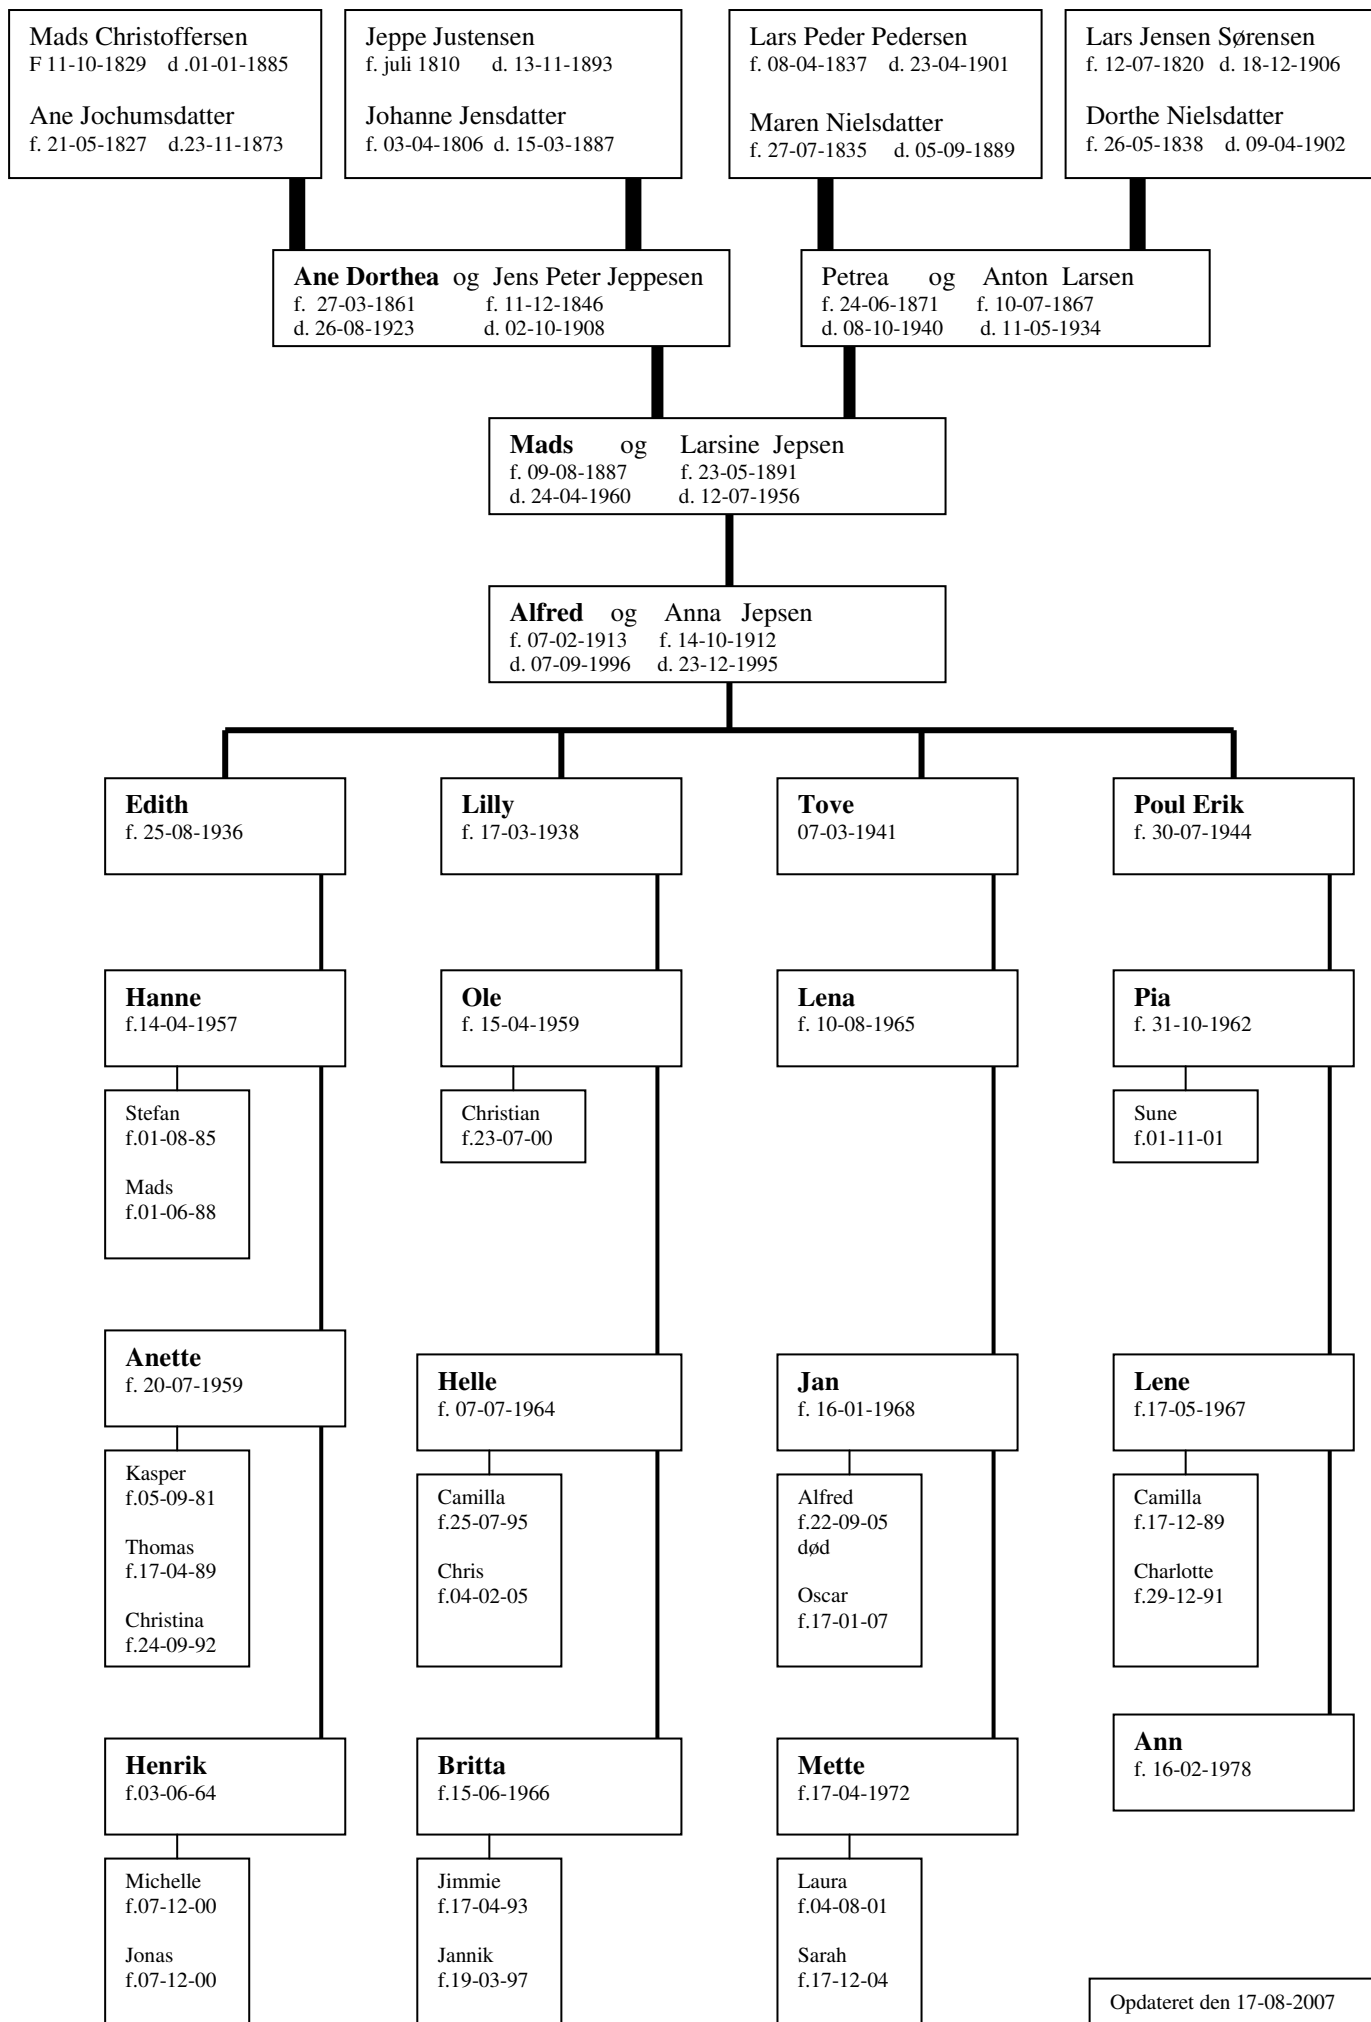 Mads Christoffersen
F 11-10-1829 d .01-01-1885
Ane Jochumsdatter
f. 21-05-1827 d.23-11-1873
Jeppe Justensen
f. juli 1810 d. 13-11-1893
Johanne Jensdatter
f. 03-04-1806 d. 15-03-1887
Lars Peder Pedersen
f. 08-04-1837 d. 23-04-1901
Maren Nielsdatter
f. 27-07-1835 d. 05-09-1889
Lars Jensen Sørensen
f. 12-07-1820 d. 18-12-1906
Dorthe Nielsdatter
f. 26-05-1838 d. 09-04-1902
Ane Dorthea og Jens Peter Jeppesen
f. 27-03-1861 f. 11-12-1846
d. 26-08-1923 d. 02-10-1908
Petrea og Anton Larsen
f. 24-06-1871 f. 10-07-1867
d. 08-10-1940 d. 11-05-1934
Mads og Larsine Jepsen
f. 09-08-1887 f. 23-05-1891
d. 24-04-1960 d. 12-07-1956
Alfred og Anna Jepsen
f. 07-02-1913 f. 14-10-1912
d. 07-09-1996 d. 23-12-1995
Edith
f. 25-08-1936
Lilly
f. 17-03-1938
Tove
07-03-1941
Poul Erik
f. 30-07-1944
Hanne
f.14-04-1957
Ole
f. 15-04-1959
Lena
f. 10-08-1965
Pia
f. 31-10-1962
Stefan
f.01-08-85
Mads
f.01-06-88
Christian
f.23-07-00
Sune
f.01-11-01
Anette
f. 20-07-1959
Helle
f. 07-07-1964
Jan
f. 16-01-1968
Lene
f.17-05-1967
Kasper
f.05-09-81
Thomas
f.17-04-89
Christina
f.24-09-92
Camilla
f.25-07-95
Chris
f.04-02-05
Alfred
f.22-09-05
død
Oscar
f.17-01-07
Camilla
f.17-12-89
Charlotte
f.29-12-91
Henrik
f.03-06-64
Britta
f.15-06-1966
Mette
f.17-04-1972
Ann
f. 16-02-1978
Michelle
f.07-12-00
Jonas
f.07-12-00
Jimmie
f.17-04-93
Jannik
f.19-03-97
Laura
f.04-08-01
Sarah
f.17-12-04
Opdateret den 17-08-2007